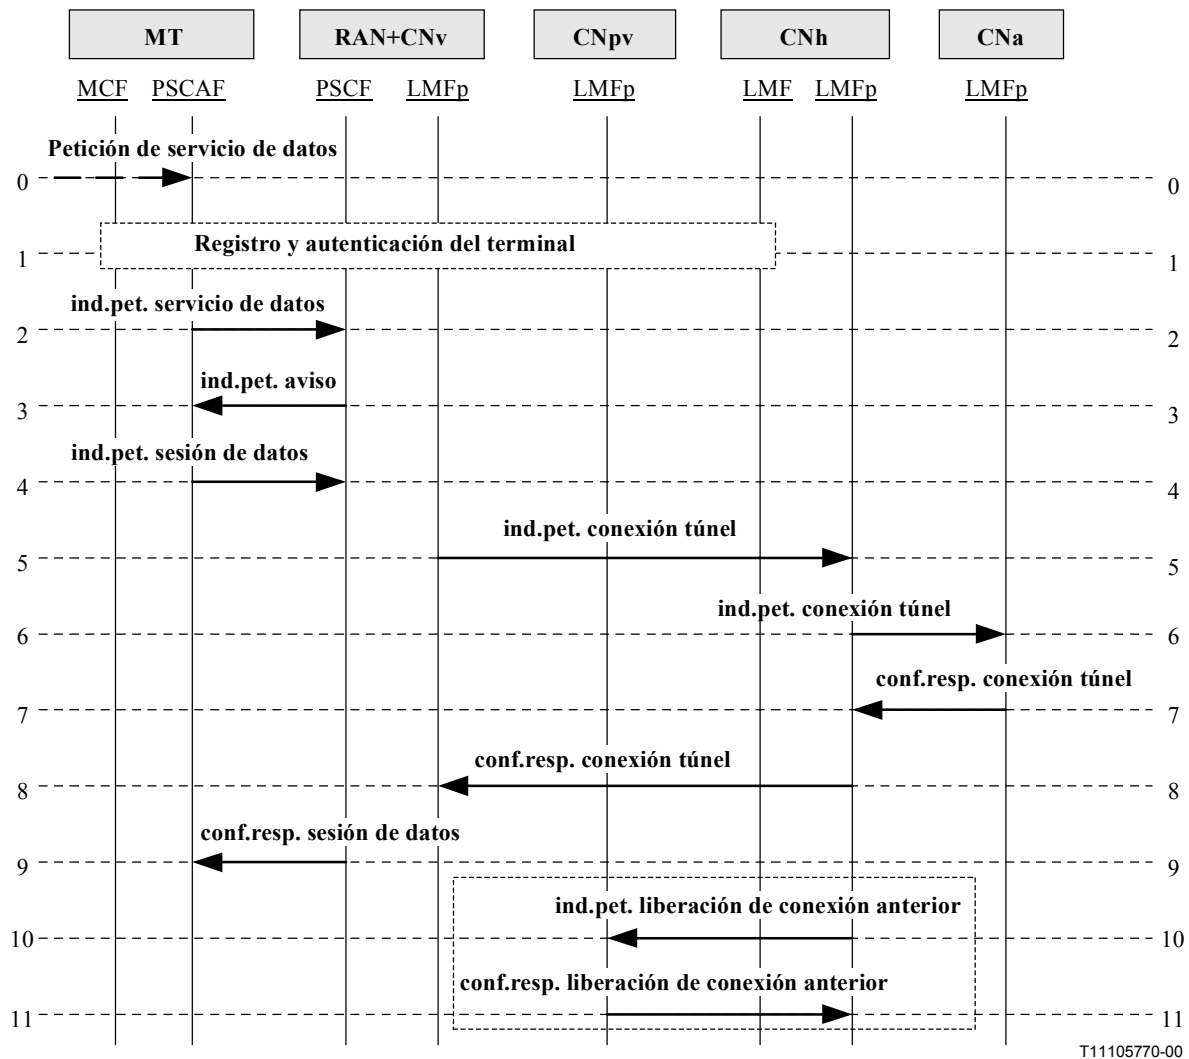 MT RAN+CNv CNpv CNh CNa
MCF PSCAF PSCF LMFp LMFp LMF LMFp LMFp
Petición de servicio de datos
0 0
Registro y autenticación del terminal
1 1
ind.pet. servicio de datos
2 2
ind.pet. aviso
3 3
ind.pet. sesión de datos
4 4
ind.pet. conexión túnel
5 5
ind.pet. conexión túnel
6 6
conf.resp. conexión túnel
7 7
conf.resp. conexión túnel
8 8
conf.resp. sesión de datos
9 9
ind.pet. liberación de conexión anterior
10 10
conf.resp. liberación de conexión anterior
11 11
T11105770-00